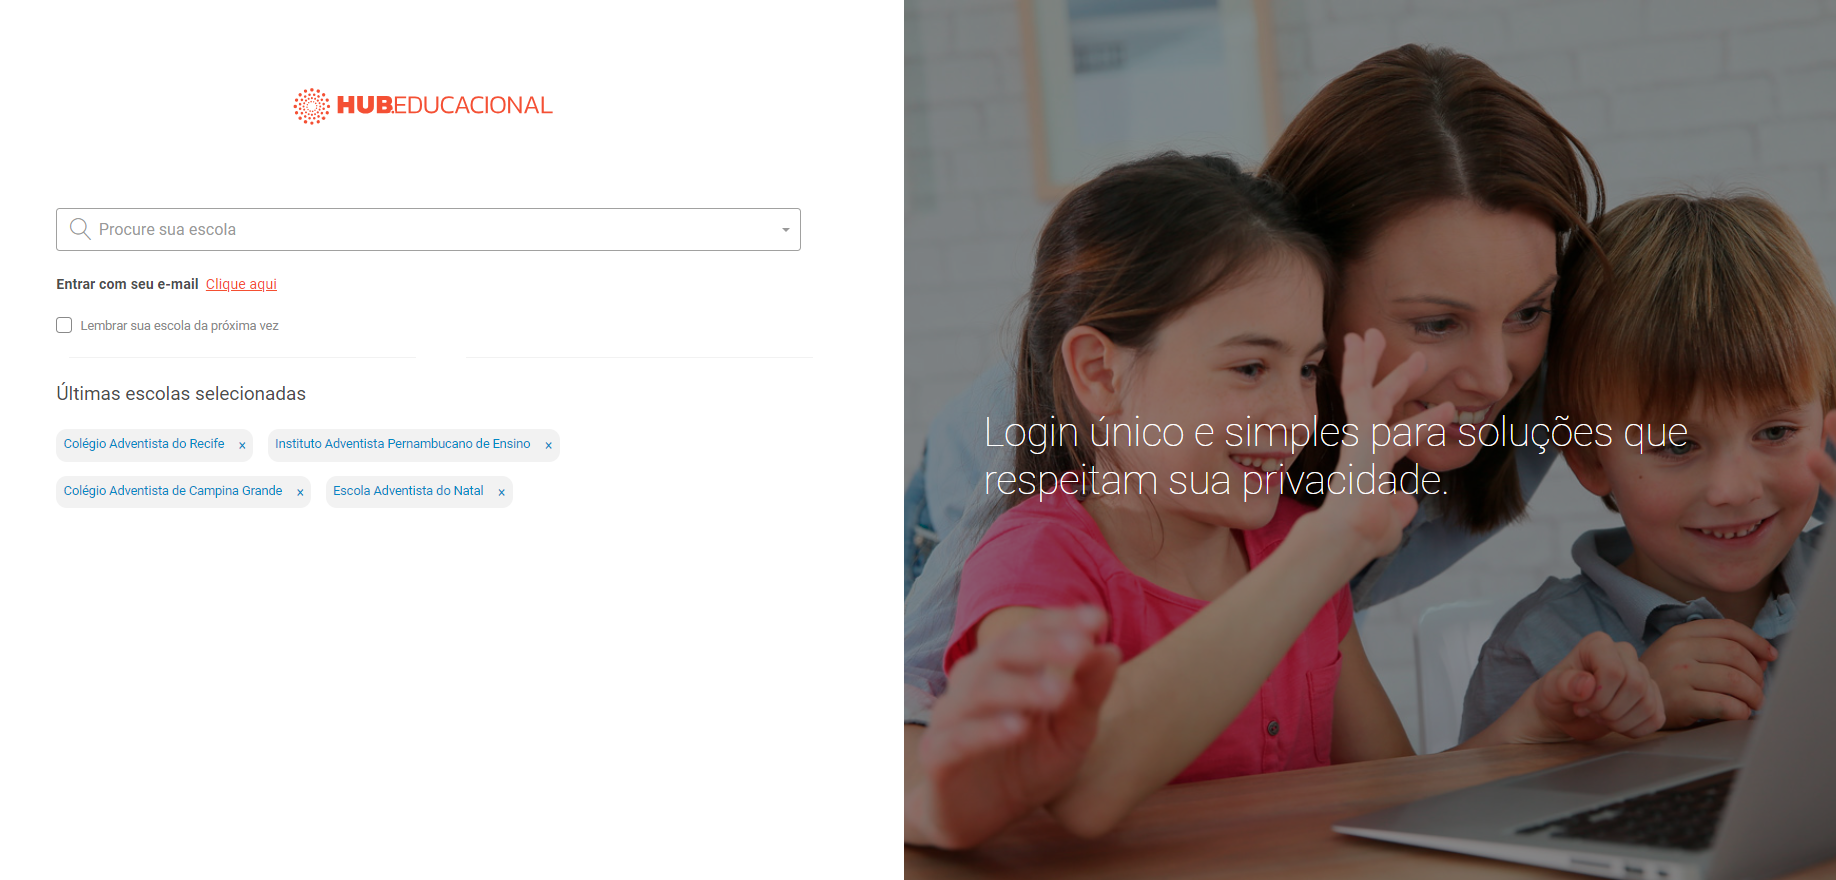 HUBEDUCACIONAL
Procure sua escola
Entrar com seu e-mail Clique aqui
Lembrar sua escola da próxima vez
Últimas escolas selecionadas
Colégio Adventista do Recife × Instituto Adventista Pernambucano de Ensino ×
Colégio Adventista de Campina Grande × Escola Adventista do Natal ×
Login único e simples para soluções que
respeitam sua privacidade.